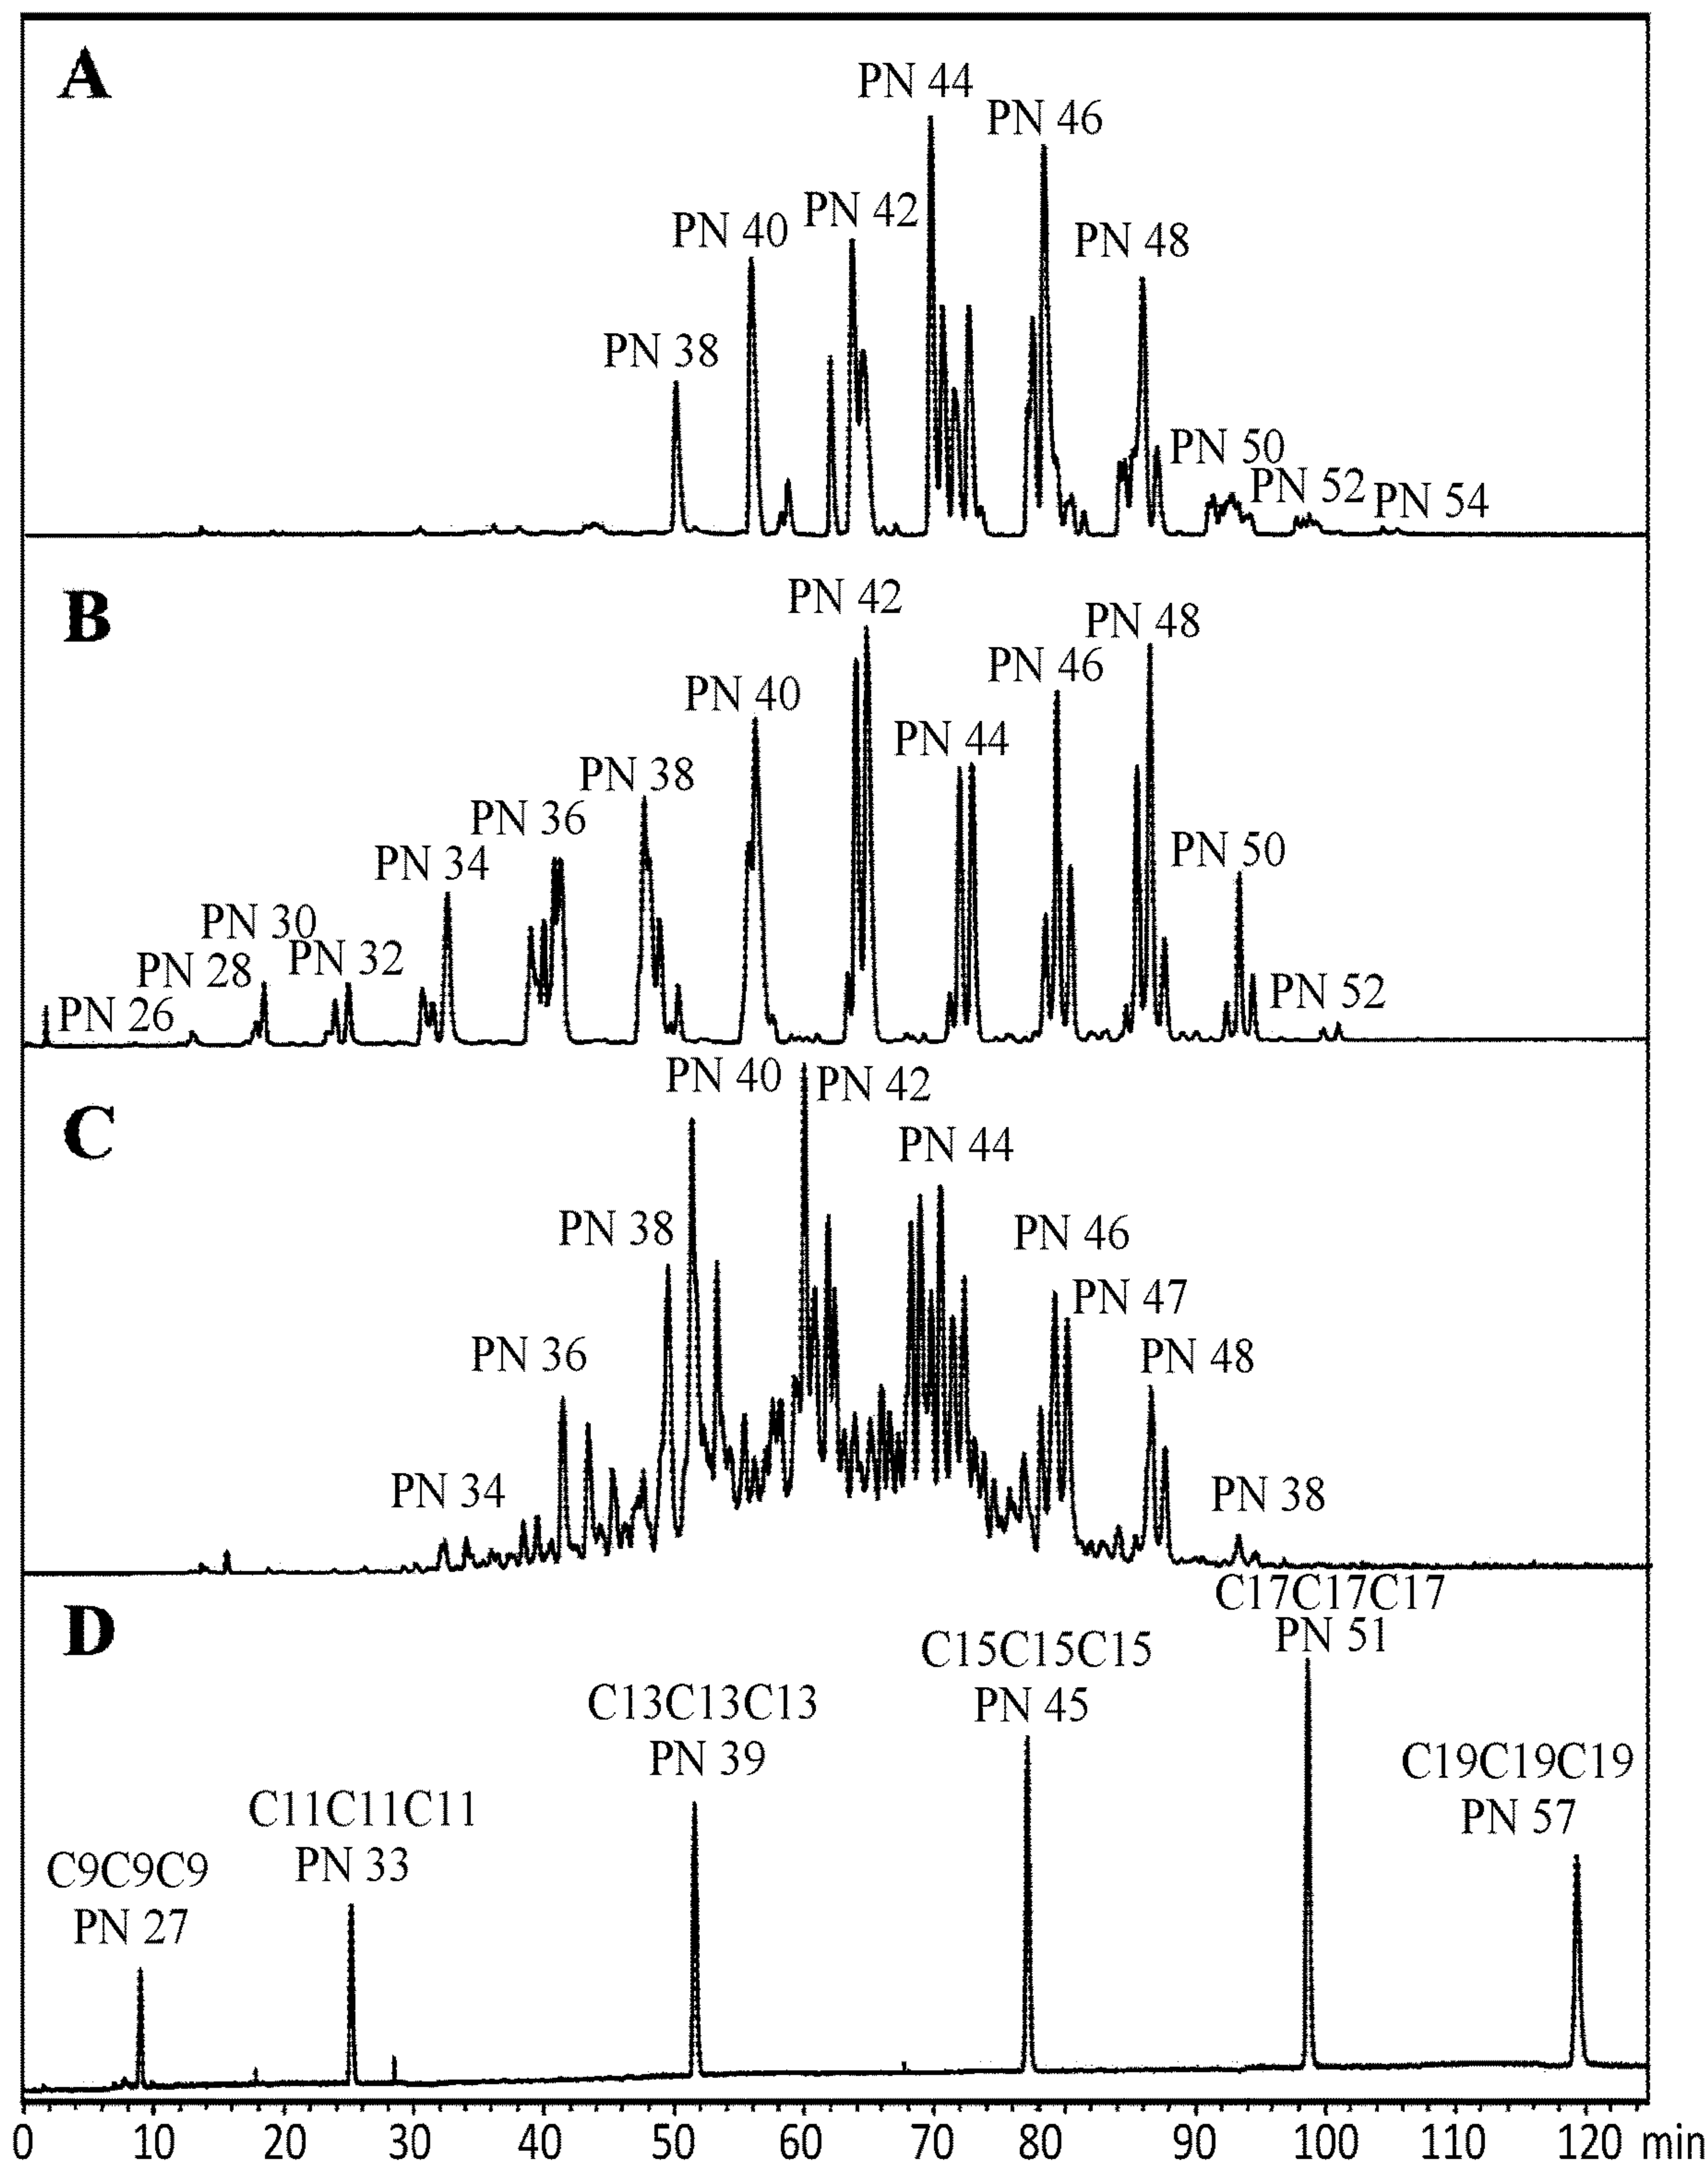 A
PN 44
PN 46
PN 42
PN 40
PN 48
PN 38
PN 50
PN 52
PN 54
B
PN 42
PN 48
PN 46
PN 40
PN 44
PN 38
PN 36
PN 50
PN 34
PN 30
PN 32
PN 28
PN 52
PN 26
C
PN 40
PN 42
PN 44
PN 38
PN 46
PN 47
PN 36
PN 48
PN 34
PN 38
D
C17C17C17
PN 51
C15C15C15
PN 45
C13C13C13
PN 39
C19C19C19
PN 57
C11C11C11
PN 33
C9C9C9
PN 27
0 10 20 30 40 50 60 70 80 90 100 110 120 min